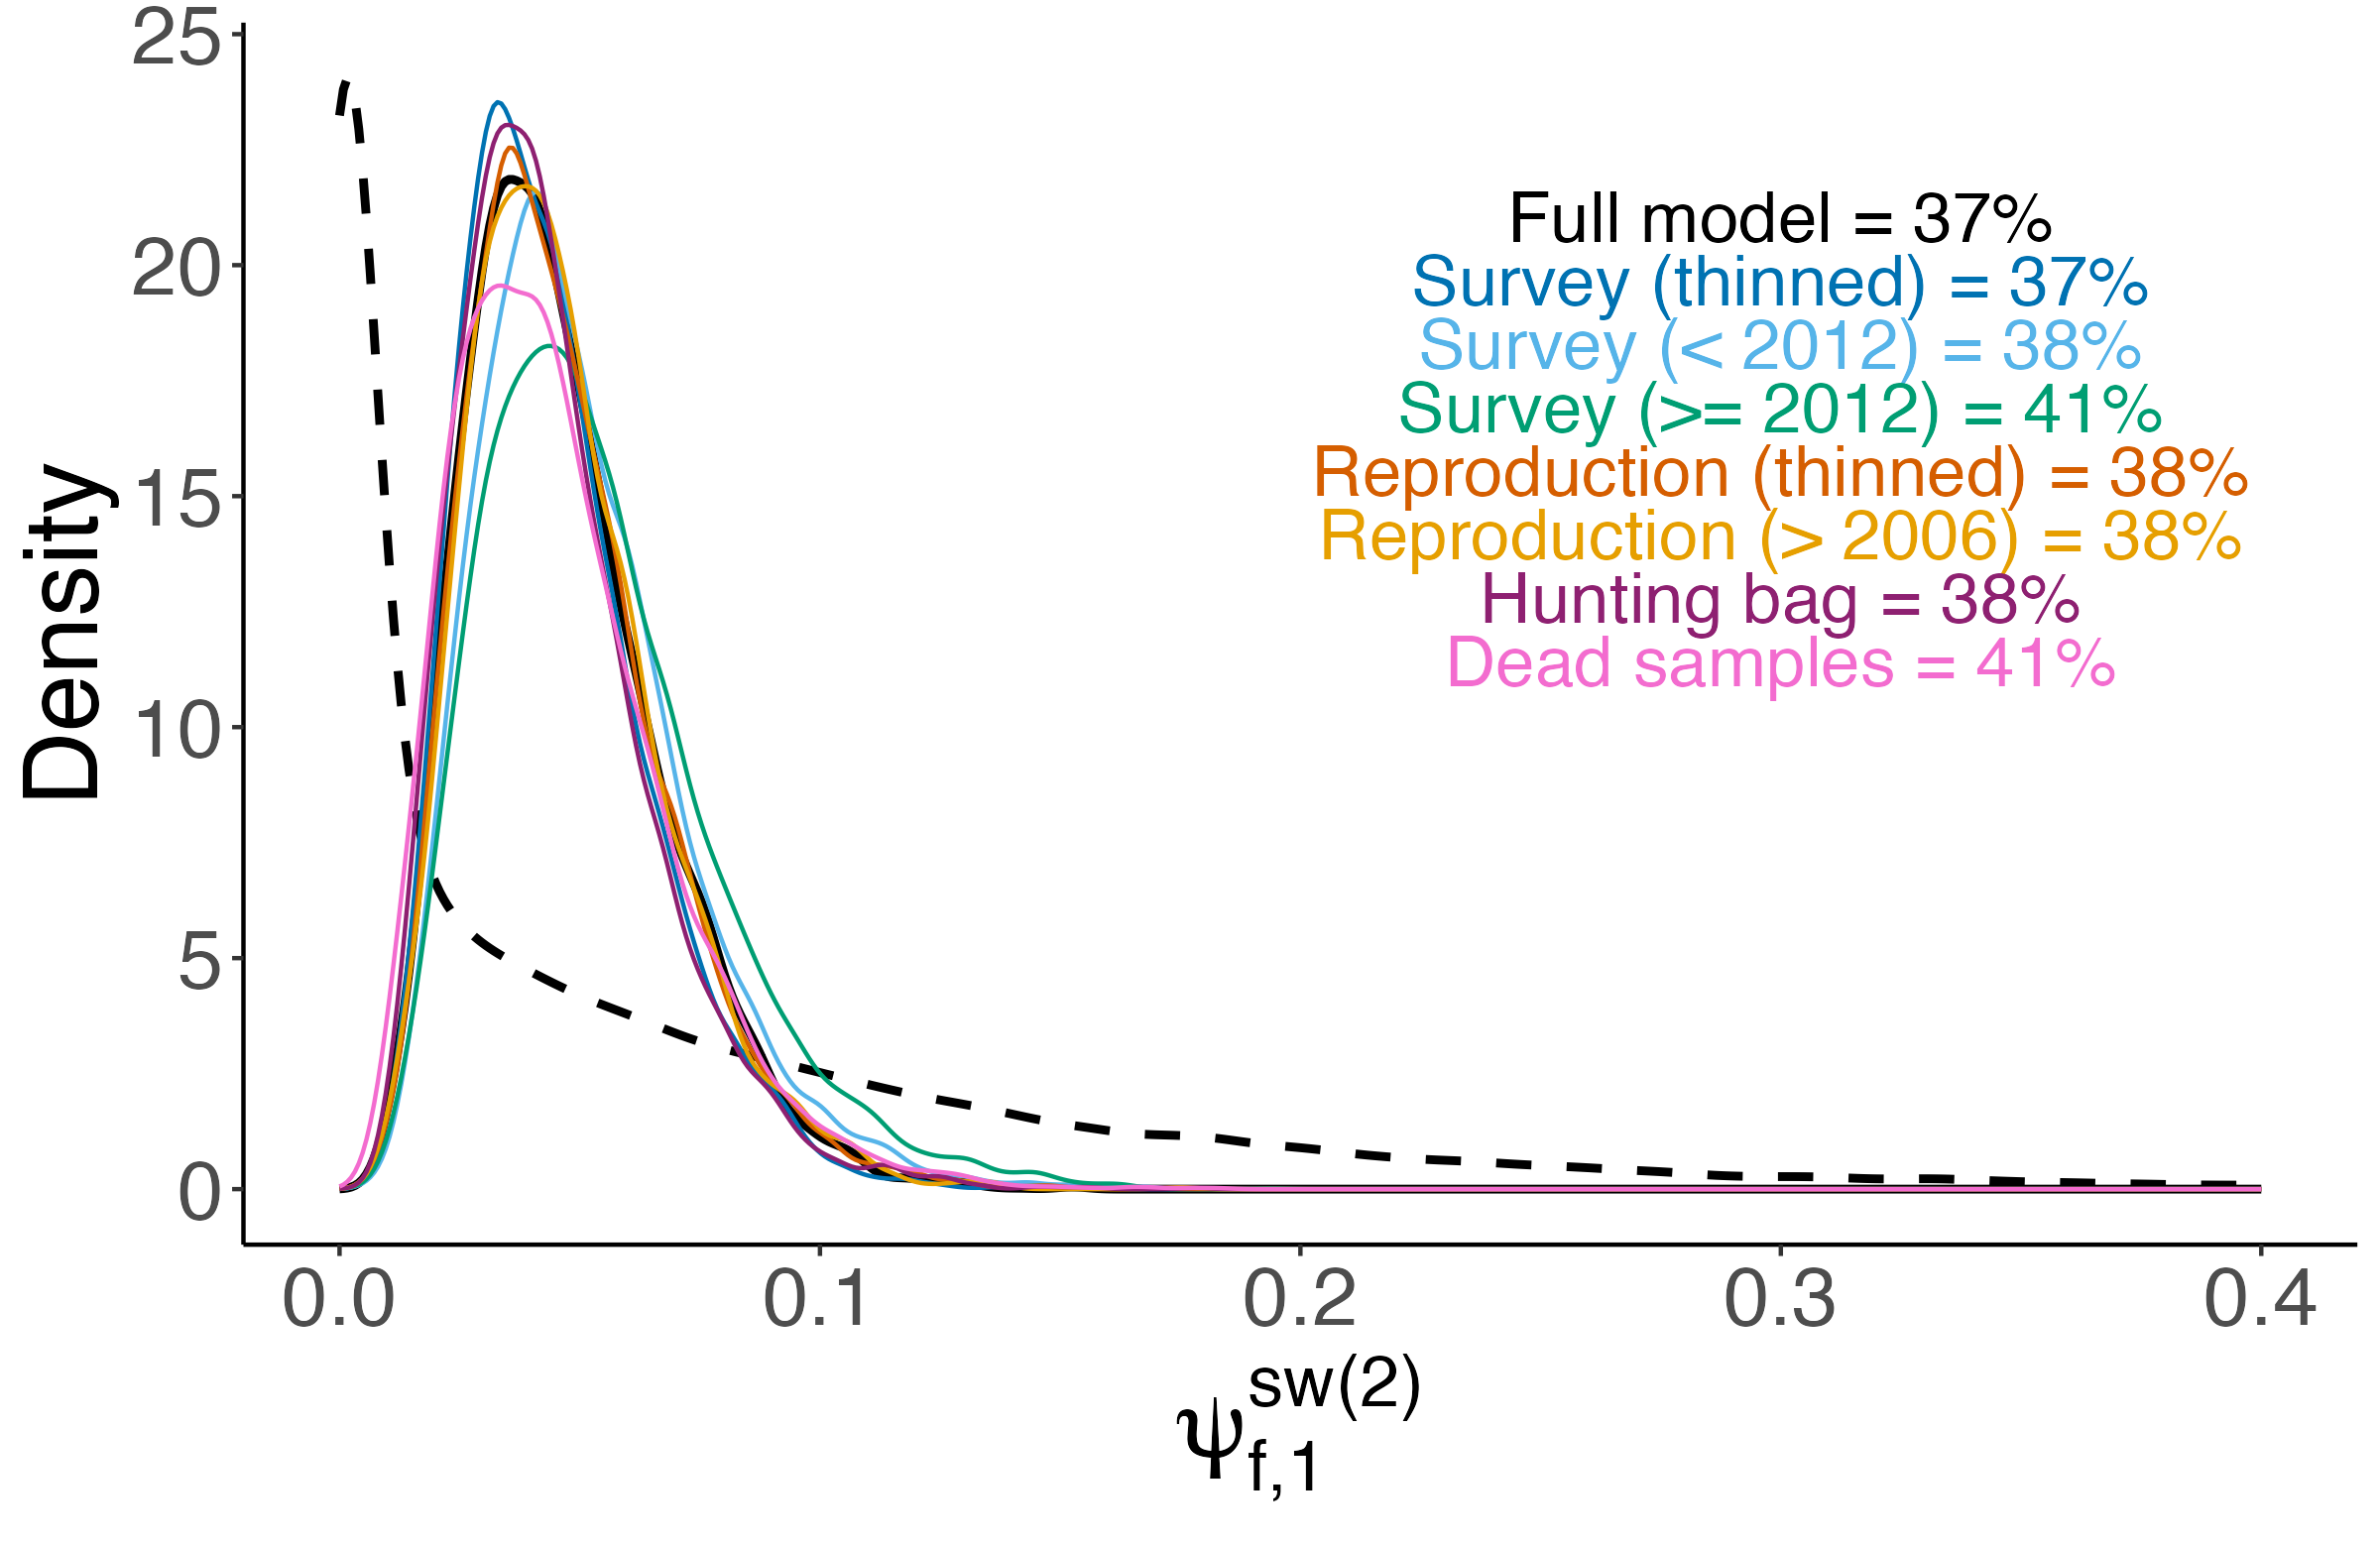 25
20
15
10
5
0
Density
Full model = 37%
Survey (thinned) = 37%
Survey (< 2012) = 38%
Survey (>= 2012) = 41%
Reproduction (thinned) = 38%
Reproduction (> 2006) = 38%
Hunting bag = 38%
Dead samples = 41%
0.0 0.1 0.2 0.3 0.4
ψ sw(2) f,1